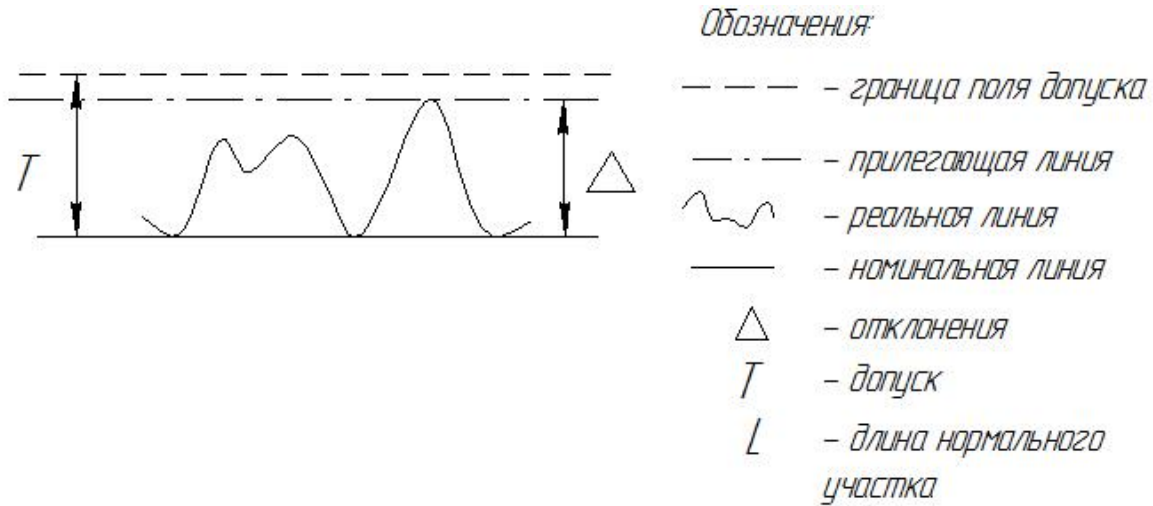 Обозначения:
– граница поля допуска
– прилегающая линия
– реальная линия
– номинальная линия
– отклонения
T – допуск
L – длина нормального
участка
T